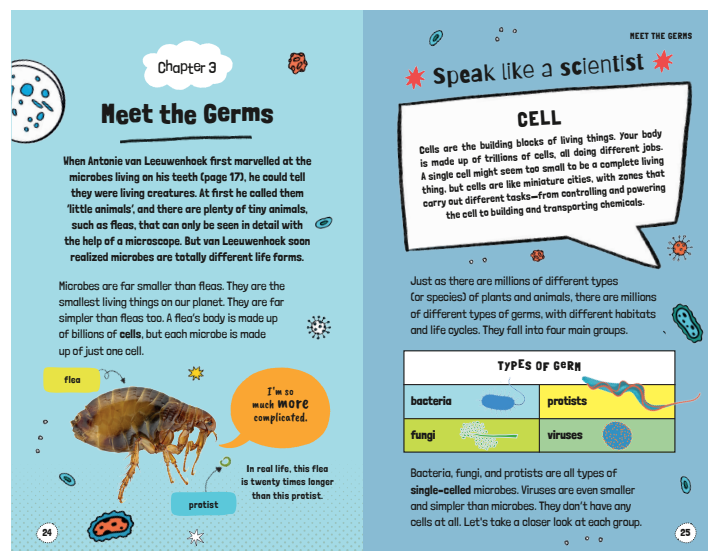 Chapter 3
Meet the Germs
When Antonie van Leeuwenhoek first marvelled at the
microbes living on his teeth (page 17), he could tell
they were living creatures. At first he called them
‘little animals’, and there are plenty of tiny animals,
such as fleas, that can only be seen in detail with
the help of a microscope. But van Leeuwenhoek soon
realized microbes are totally different life forms.
Microbes are far smaller than fleas. They are the
smallest living things on our planet. They are far
simpler than fleas too. A flea’s body is made up
of billions of cells, but each microbe is made
up of just one cell.
flea
I’m so
much more
complicated.
In real life, this flea
is twenty times longer
than this protist.
protist
24
MEET THE GERMS
Speak like a scientist
CELL
Cells are the building blocks of living things. Your body
is made up of trillions of cells, all doing different jobs.
A single cell might seem too small to be a complete living
thing, but cells are like miniature cities, with zones that
carry out different tasks—from controlling and powering
the cell to building and transporting chemicals.
Just as there are millions of different types
(or species) of plants and animals, there are millions
of different types of germs, with different habitats
and life cycles. They fall into four main groups.
TYPES OF GERM
bacteria
protists
fungi
viruses
Bacteria, fungi, and protists are all types of
single-celled microbes. Viruses are even smaller
and simpler than microbes. They don’t have any
cells at all. Let’s take a closer look at each group.
25